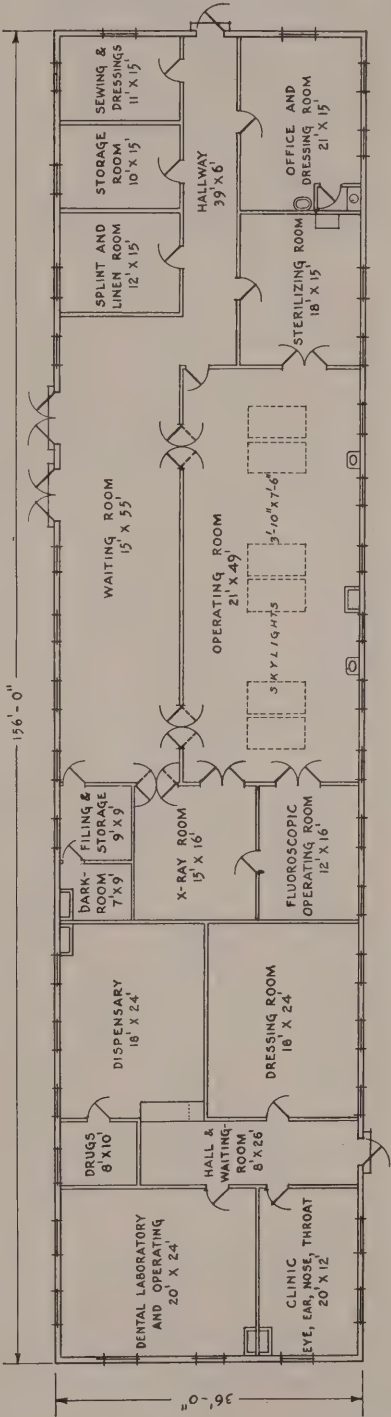 156'-0"
36'-0"
DENTAL LABORATORY
AND OPERATING
20' X 24'
CLINIC
EYE, EAR, NOSE, THROAT
20' X 12'
DRUGS
8' X 10'
HALL &
WAITING-
ROOM
8' X 26'
DISPENSARY
18' X 24'
DRESSING ROOM
18' X 24'
DARK-
ROOM
7' X 9'
FILING &
STORAGE
9' X 9'
X-RAY ROOM
15' X 16'
FLUOROSCOPIC
OPERATING ROOM
12' X 16'
WAITING ROOM
15' X 55'
OPERATING ROOM
21' X 49'
SKYLIGHTS
3'-10" X 7'-6"
SPLINT AND
LINEN ROOM
12' X 15'
STORAGE
ROOM
10' X 15'
SEWING &
DRESSINGS
11' X 15'
HALLWAY
39' X 6'
STERILIZING ROOM
18' X 15'
OFFICE AND
DRESSING ROOM
21' X 15'